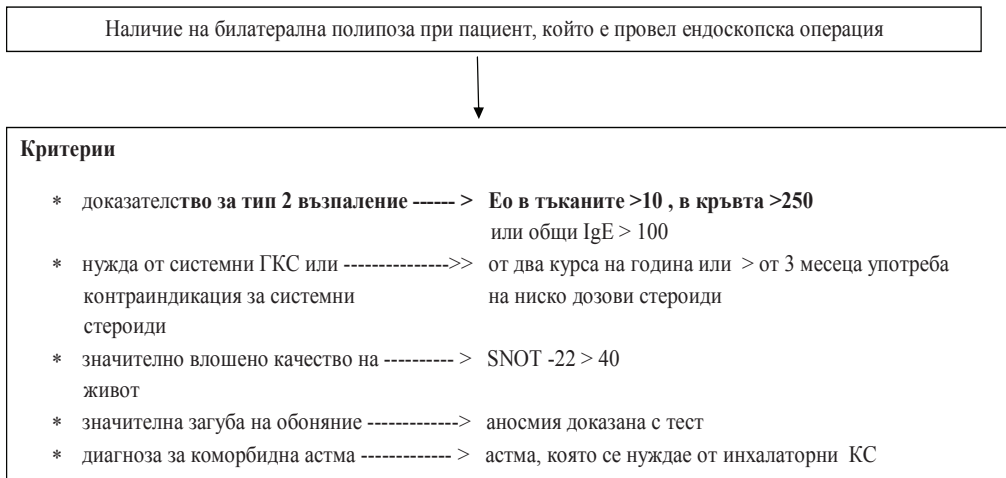 Наличие на билатерална полипоза при пациент, който е провел ендоскопска операция
Критерии
* доказателство за тип 2 възпаление ------ > Ео в тъканите >10 , в кръвта >250
или общи IgE > 100
* нужда от системни ГКС или --------------->> от два курса на година или > от 3 месеца употреба
контраиндикация за системни на ниско дозови стероиди
стероиди
* значително влошено качество на ---------- > SNOT -22 > 40
живот
* значителна загуба на обоняние -------------> аносмия доказана с тест
* диагноза за коморбидна астма ------------ > астма, която се нуждае от инхалаторни КС